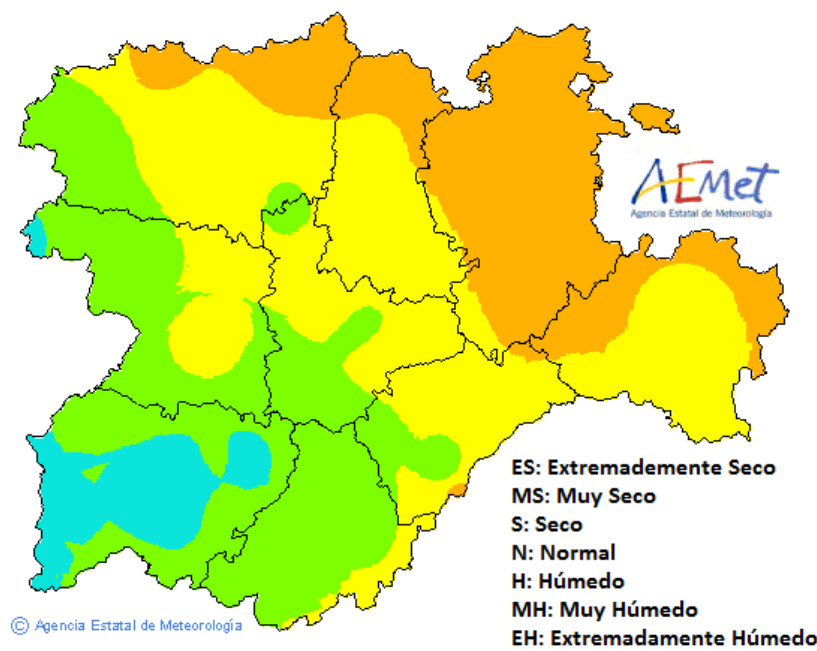 AEMet
Agencia Estatal de Meteorología
ES: Extremademente Seco
MS: Muy Seco
S: Seco
N: Normal
H: Húmedo
MH: Muy Húmedo
EH: Extremadamente Húmedo
© Agencia Estatal de Meteorología